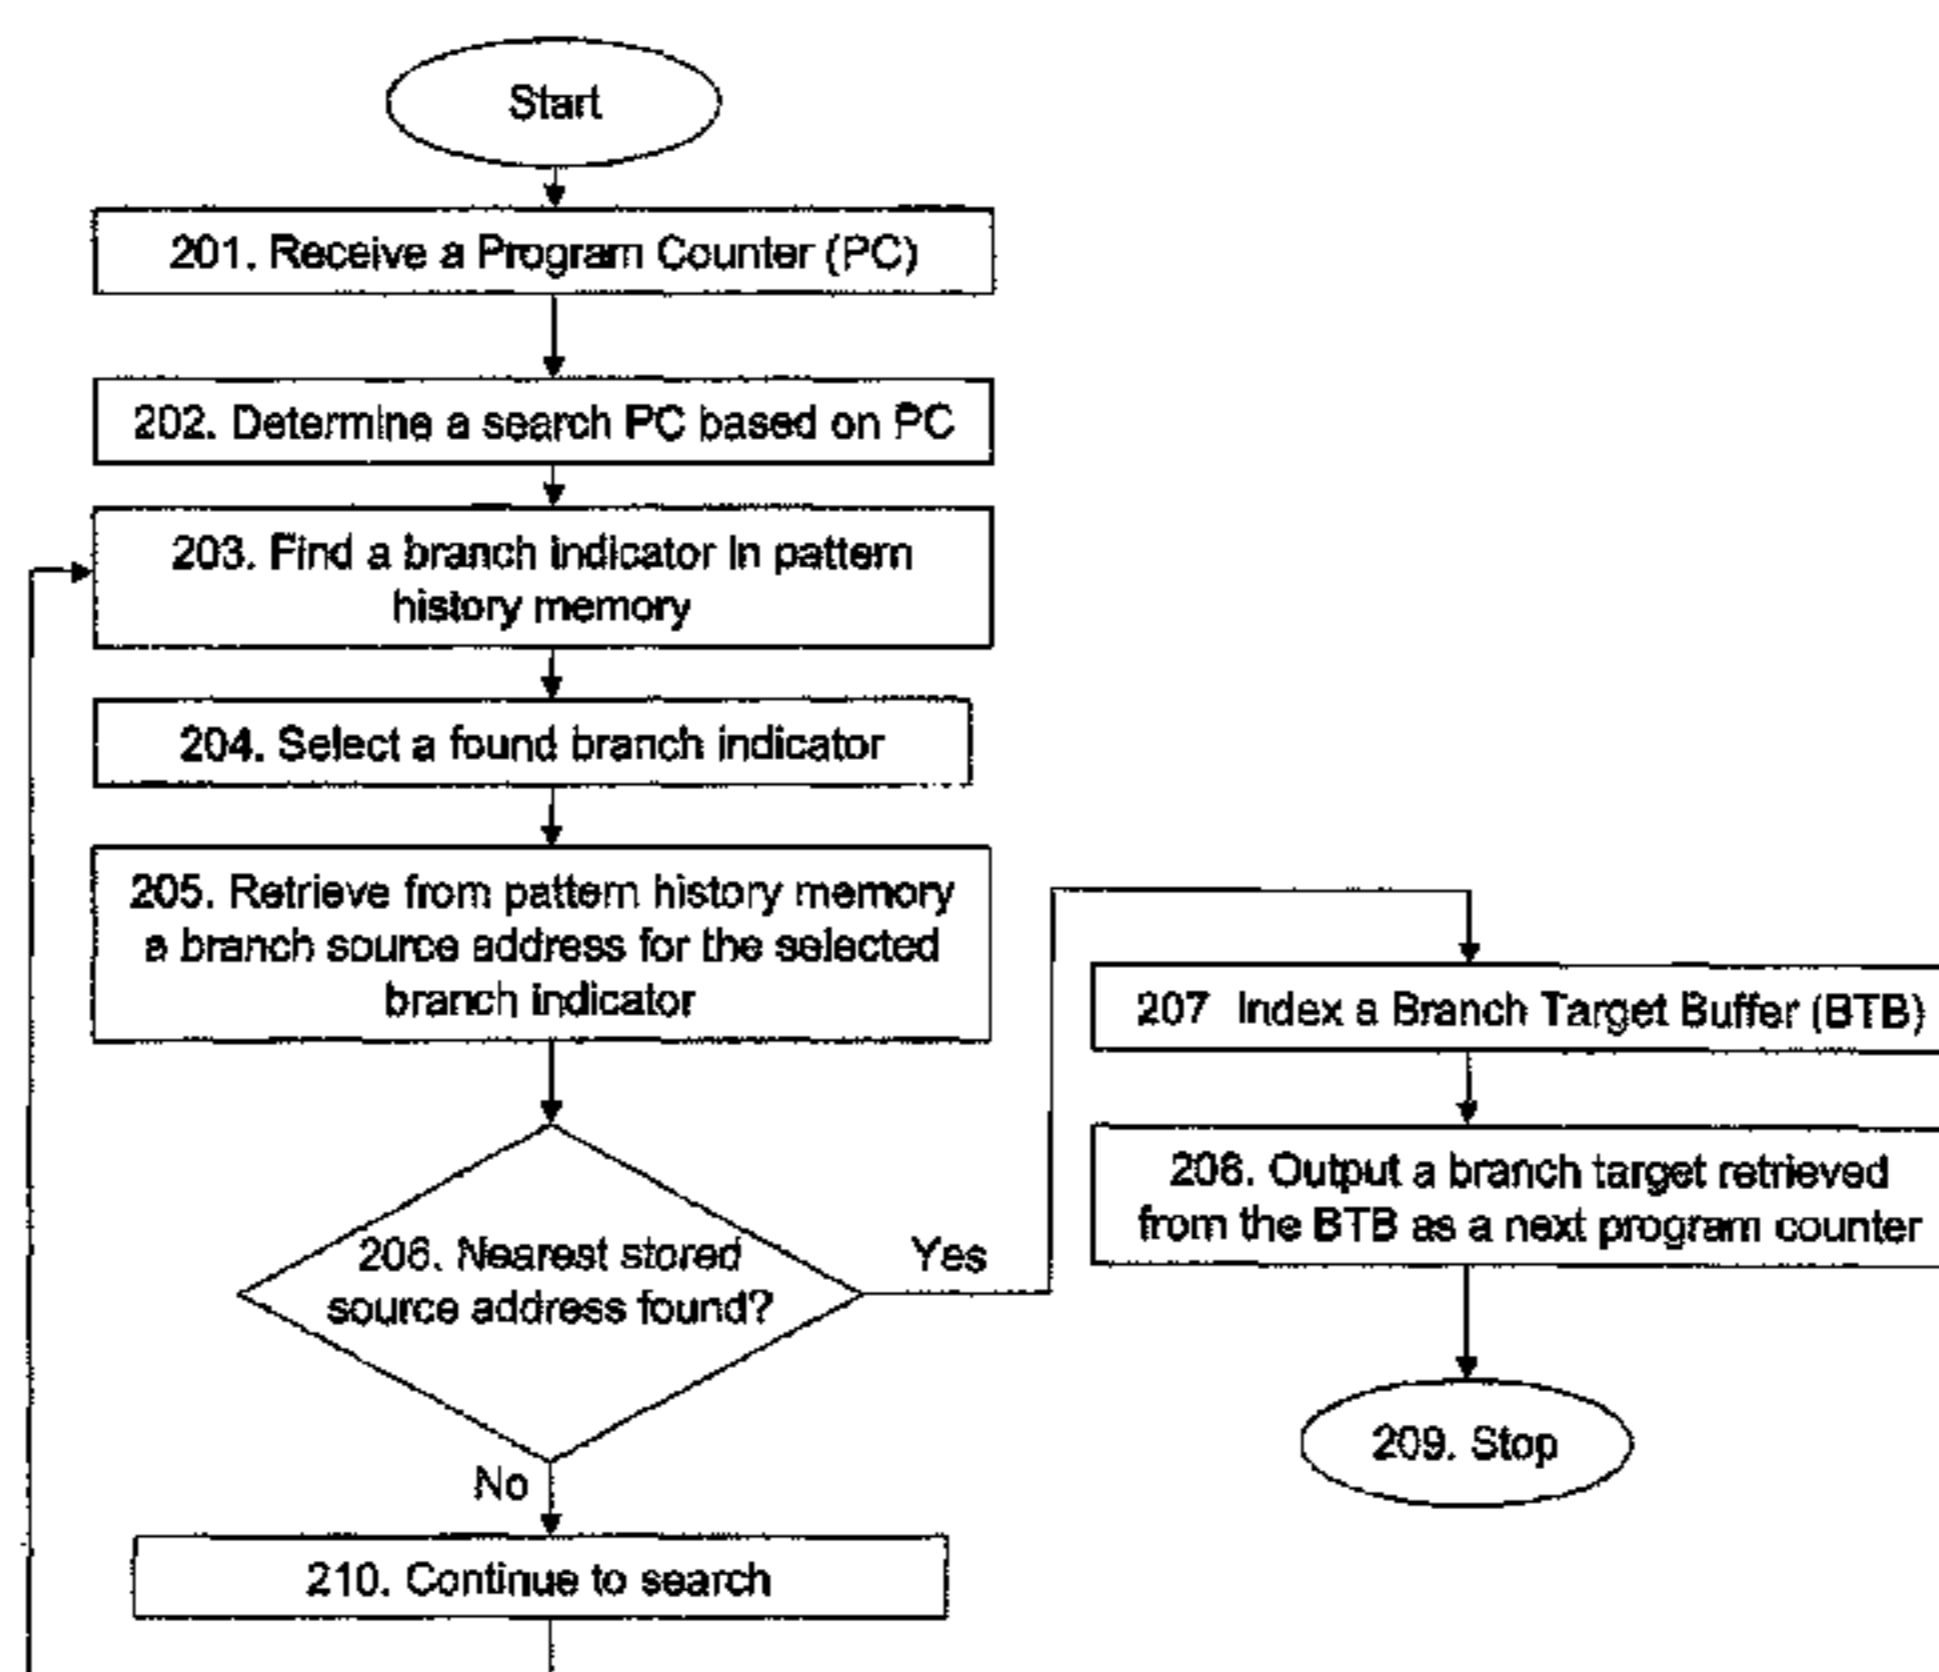 Start
201. Receive a Program Counter (PC)
202. Determine a search PC based on PC
203. Find a branch indicator in pattern
history memory
204. Select a found branch indicator
205. Retrieve from pattern history memory
a branch source address for the selected
branch indicator
206. Nearest stored
source address found?
Yes
No
210. Continue to search
207 Index a Branch Target Buffer (BTB)
208. Output a branch target retrieved
from the BTB as a next program counter
209. Stop